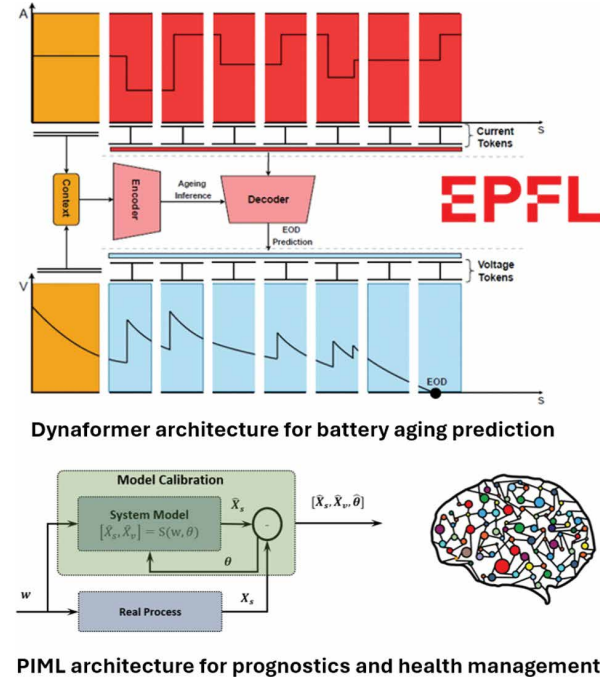 A
S
Current
Tokens
Context
Encoder
Ageing
Inference
Decoder
EOD
Prediction
EPFL
Voltage
Tokens
V
EOD
S
Dynaformer architecture for battery aging prediction
Model Calibration
System Model
[X̂ₛ, X̂ᵥ] = S(w, θ)
X̂ₛ
-
[X̂ₛ, X̂ᵥ, θ̂]
θ
w
Real Process
Xₛ
PIML architecture for prognostics and health management